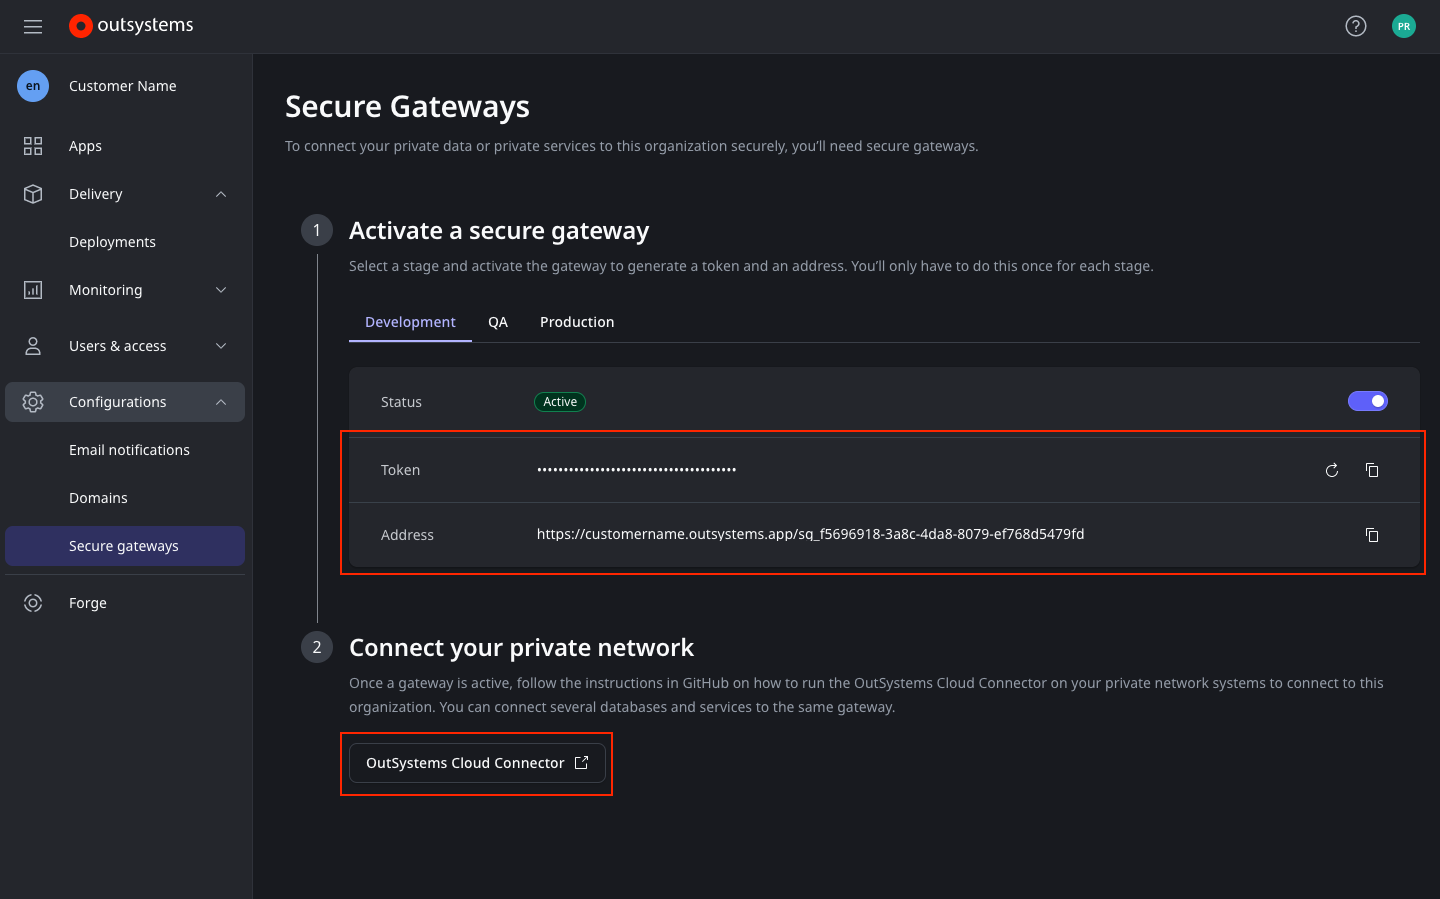 outsystems
?
PR
en
Customer Name
Apps
Delivery
Deployments
Monitoring
Users & access
Configurations
Email notifications
Domains
Secure gateways
Forge
Secure Gateways
To connect your private data or private services to this organization securely, you’ll need secure gateways.
1
Activate a secure gateway
Select a stage and activate the gateway to generate a token and an address. You’ll only have to do this once for each stage.
Development QA Production
Status Active
Token ••••••••••••••••••••••••••••••••••••
Address https://customername.outsystems.app/sg_f5696918-3a8c-4da8-8079-ef768d5479fd
2
Connect your private network
Once a gateway is active, follow the instructions in GitHub on how to run the OutSystems Cloud Connector on your private network systems to connect to this
organization. You can connect several databases and services to the same gateway.
OutSystems Cloud Connector